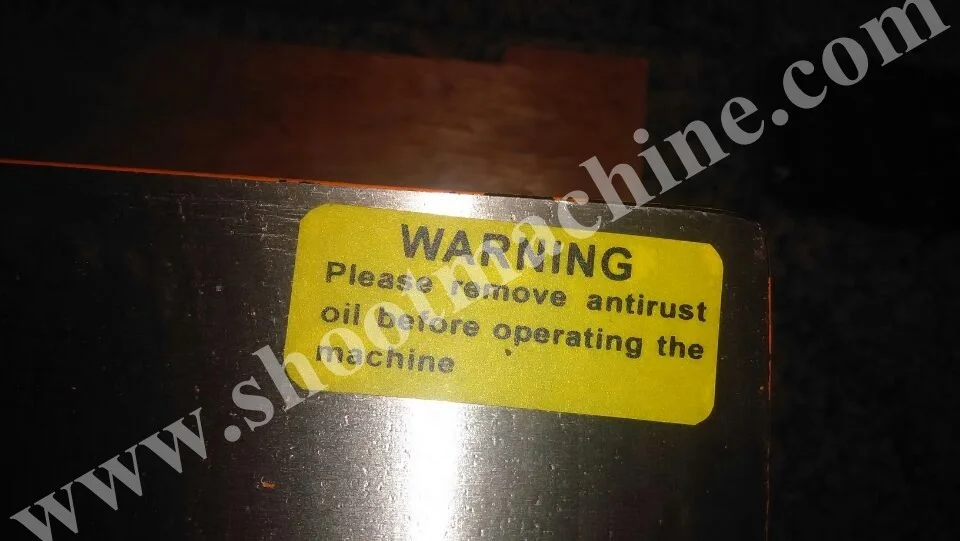 WARNING
Please remove antirust
oil before operating the
machine
www.shootmachine.com